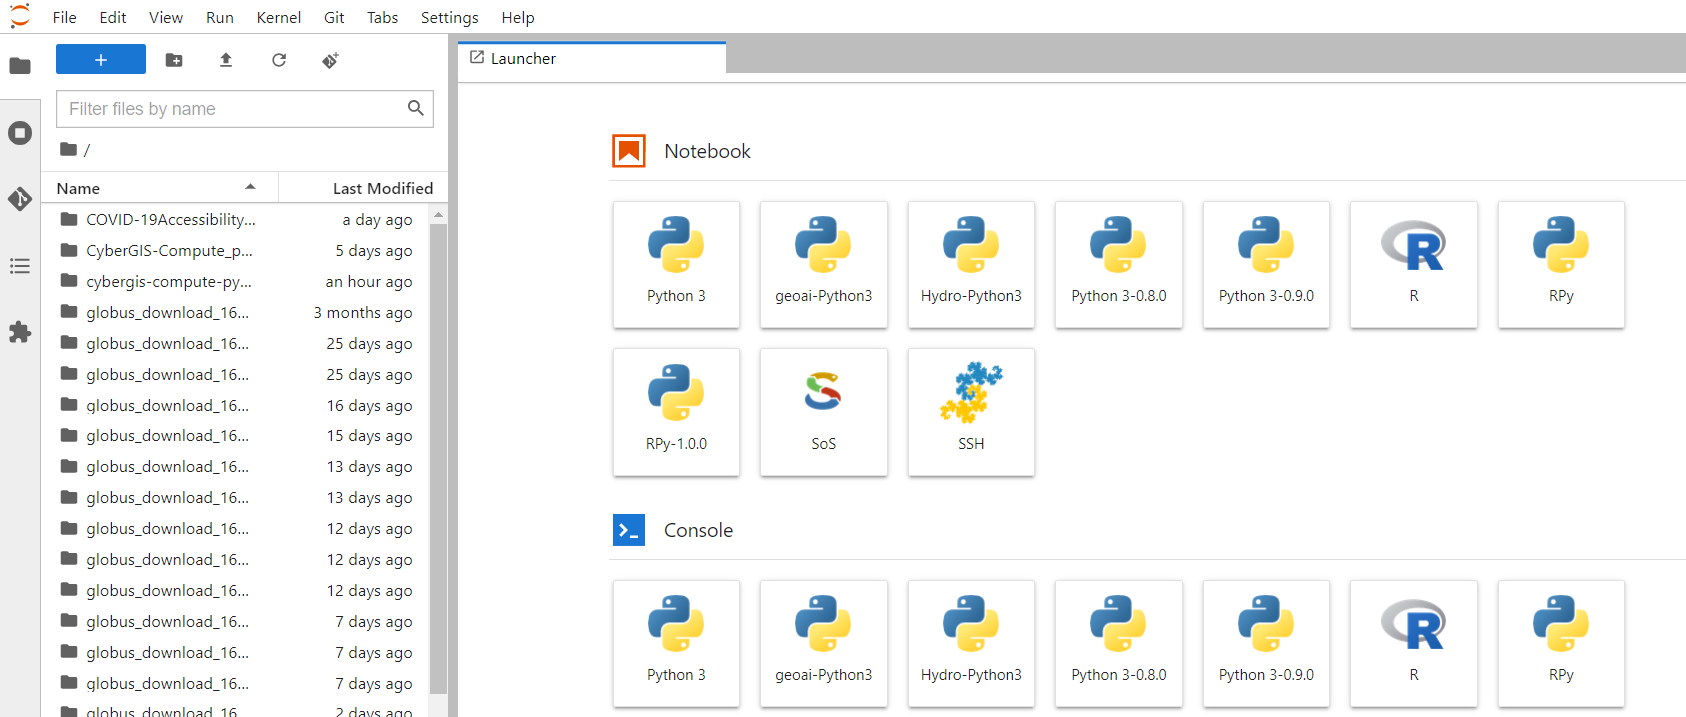 File Edit View Run Kernel Git Tabs Settings Help
+
Filter files by name
/
Name Last Modified
COVID-19Accessibility... a day ago
CyberGIS-Compute_p... 5 days ago
cybergis-compute-py... an hour ago
globus_download_16... 3 months ago
globus_download_16... 25 days ago
globus_download_16... 25 days ago
globus_download_16... 16 days ago
globus_download_16... 15 days ago
globus_download_16... 13 days ago
globus_download_16... 13 days ago
globus_download_16... 12 days ago
globus_download_16... 12 days ago
globus_download_16... 12 days ago
globus_download_16... 7 days ago
globus_download_16... 7 days ago
globus_download_16... 7 days ago
globus_download_16... 2 days ago
Launcher
Notebook
Python 3 geoai-Python3 Hydro-Python3 Python 3-0.8.0 Python 3-0.9.0 R RPy
RPy-1.0.0 SoS SSH
Console
Python 3 geoai-Python3 Hydro-Python3 Python 3-0.8.0 Python 3-0.9.0 R RPy